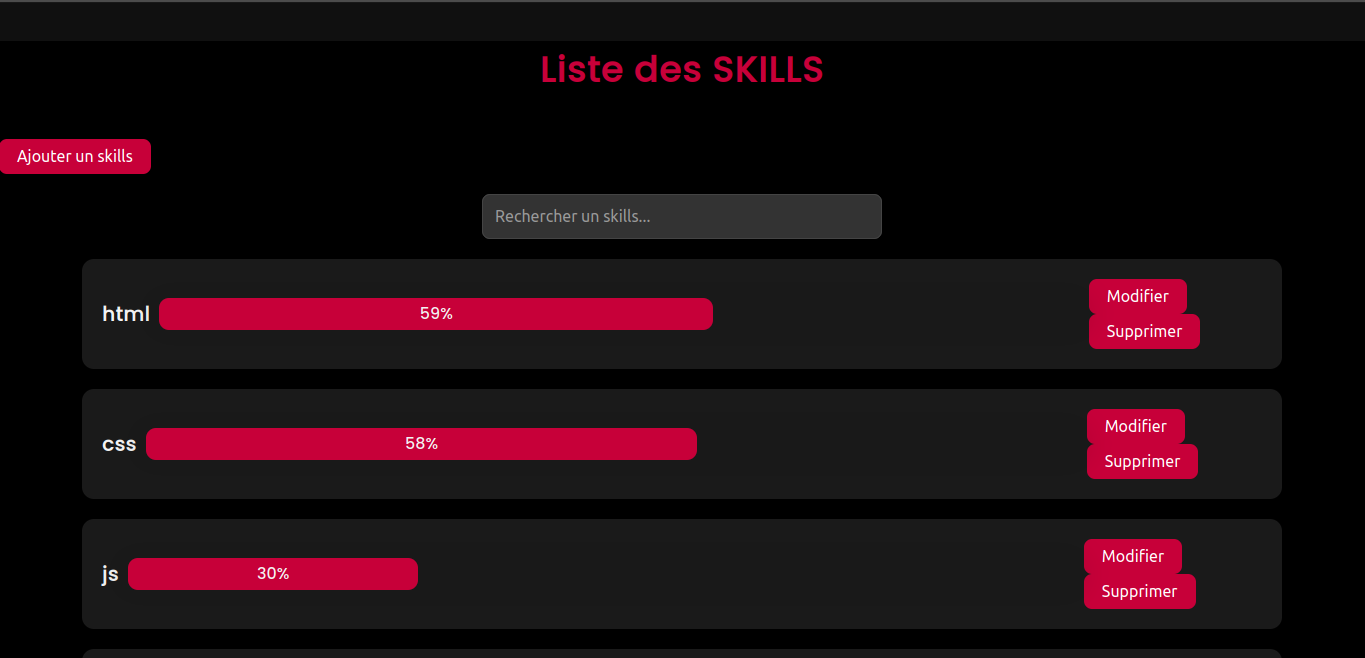 Liste des SKILLS
Ajouter un skills
Rechercher un skills...
html
59%
Modifier
Supprimer
css
58%
Modifier
Supprimer
js
30%
Modifier
Supprimer